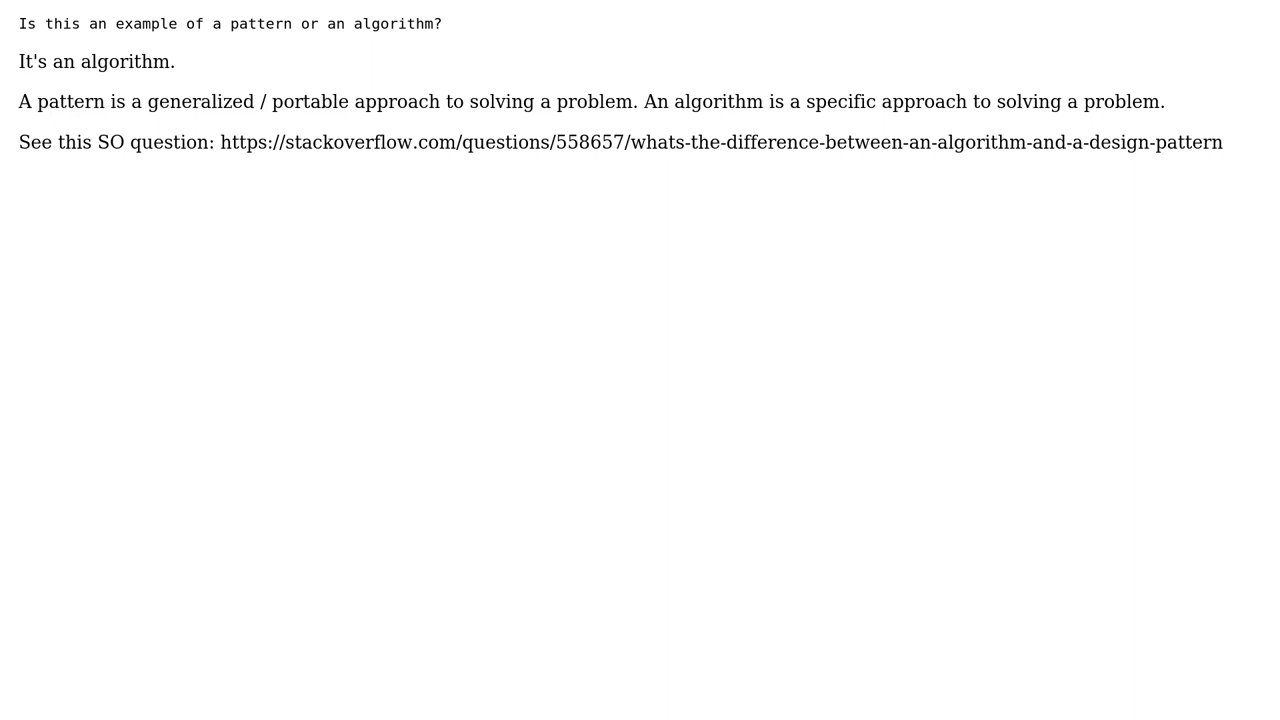 Is this an example of a pattern or an algorithm?
It's an algorithm.
A pattern is a generalized / portable approach to solving a problem. An algorithm is a specific approach to solving a problem.
See this SO question: https://stackoverflow.com/questions/558657/whats-the-difference-between-an-algorithm-and-a-design-pattern